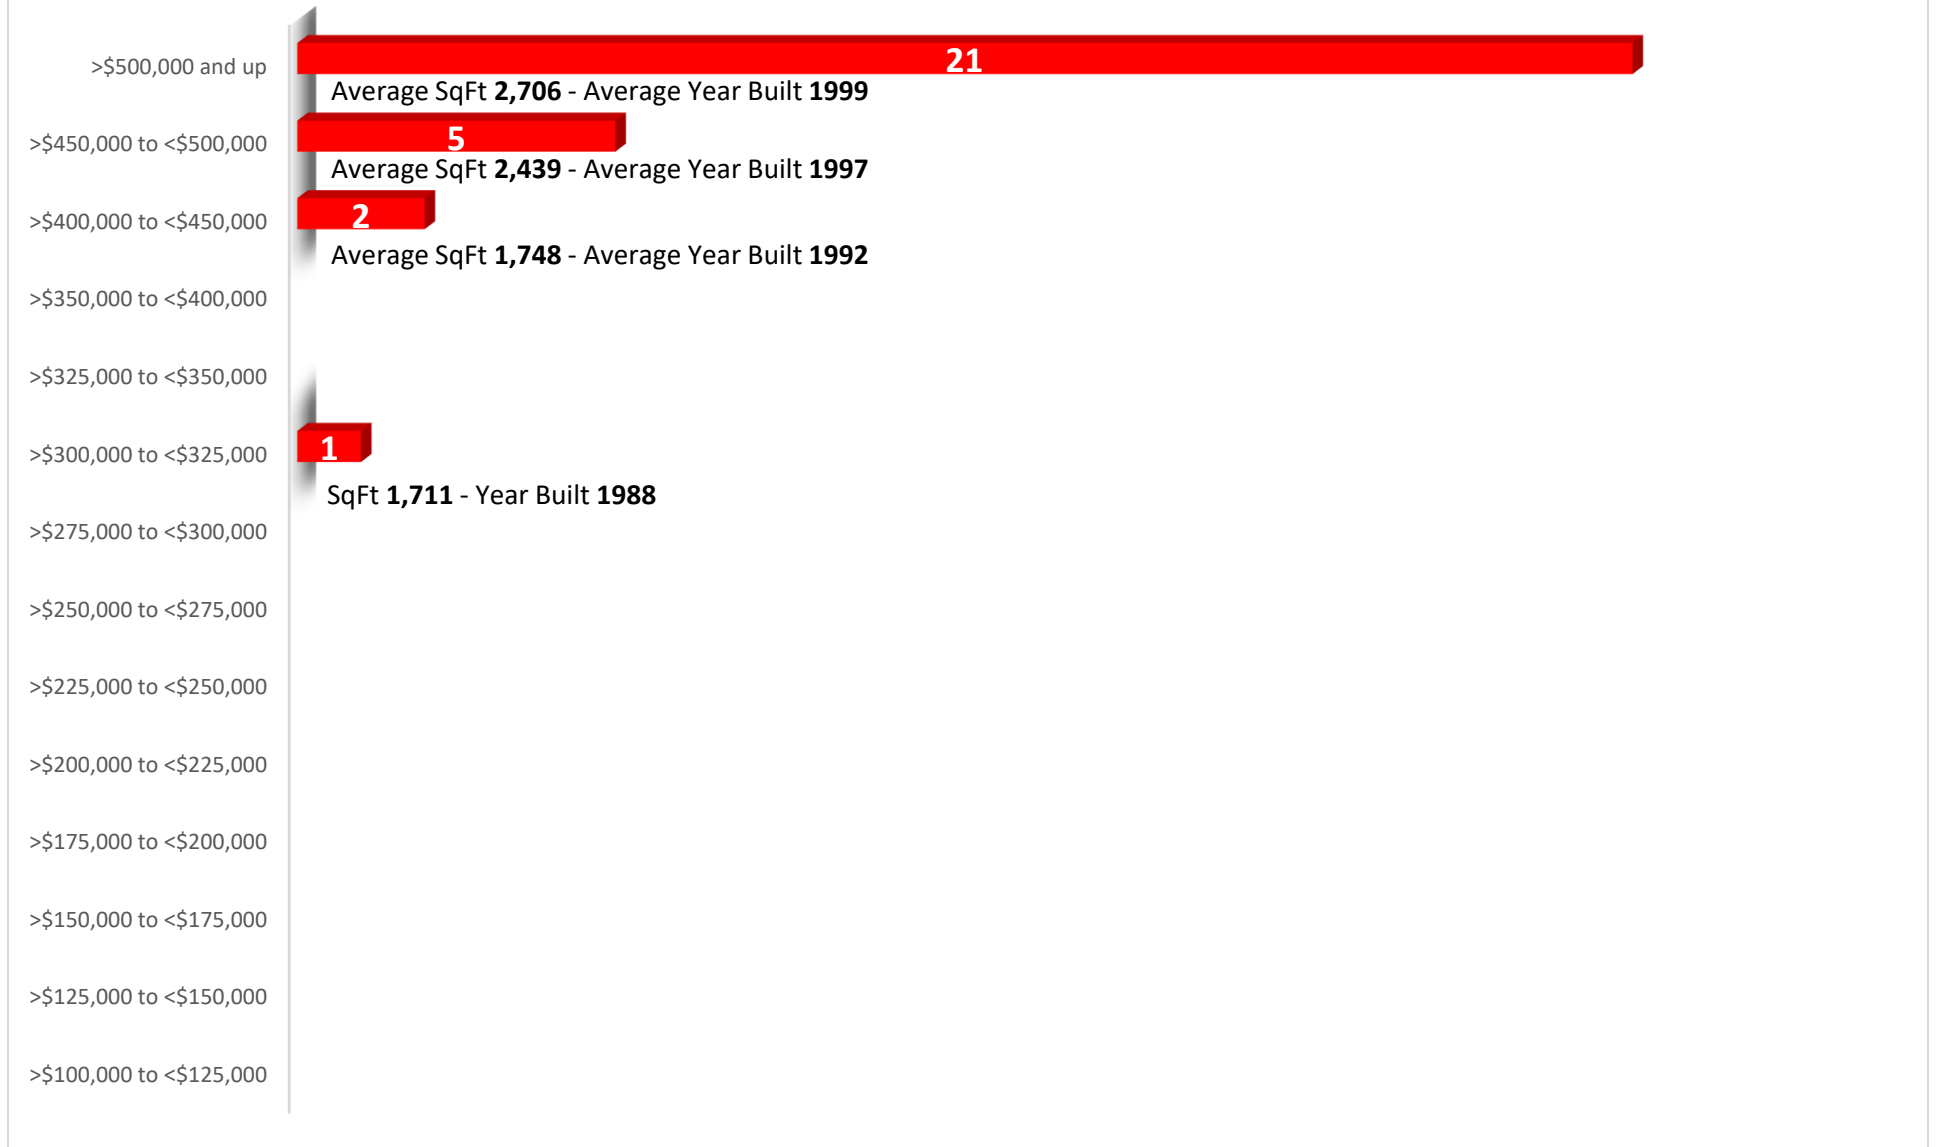 >$500,000 and up
21
Average SqFt 2,706 - Average Year Built 1999
>$450,000 to <$500,000
5
Average SqFt 2,439 - Average Year Built 1997
>$400,000 to <$450,000
2
Average SqFt 1,748 - Average Year Built 1992
>$350,000 to <$400,000
>$325,000 to <$350,000
>$300,000 to <$325,000
1
SqFt 1,711 - Year Built 1988
>$275,000 to <$300,000
>$250,000 to <$275,000
>$225,000 to <$250,000
>$200,000 to <$225,000
>$175,000 to <$200,000
>$150,000 to <$175,000
>$125,000 to <$150,000
>$100,000 to <$125,000